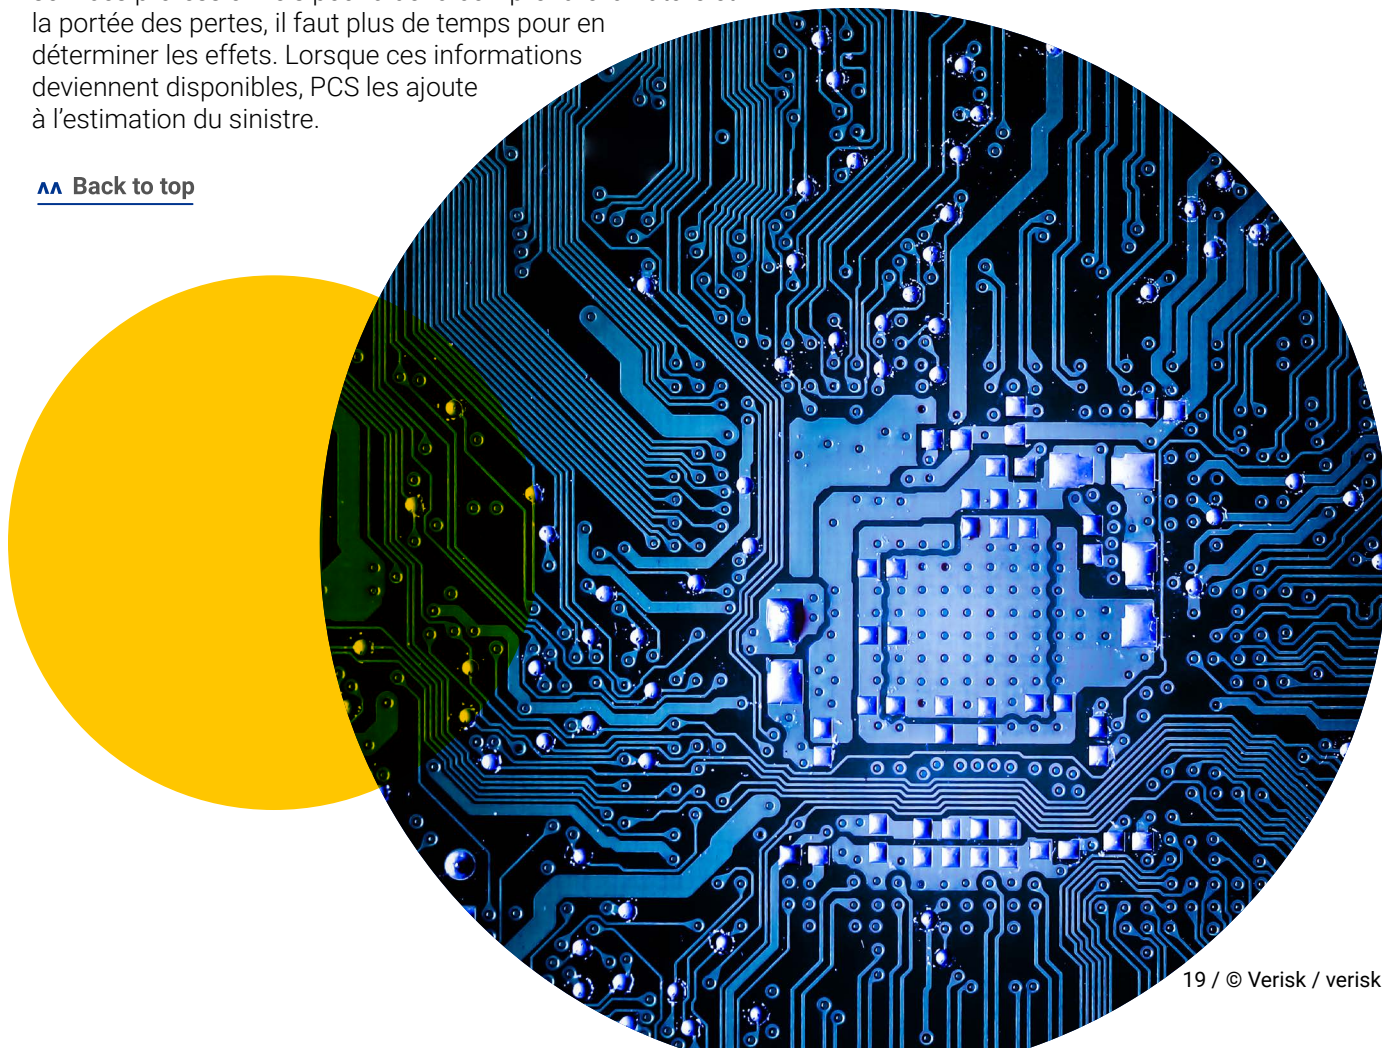 la portée des pertes, il faut plus de temps pour en
déterminer les effets. Lorsque ces informations
deviennent disponibles, PCS les ajoute
à l’estimation du sinistre.
Back to top
19 / © Verisk / verisk